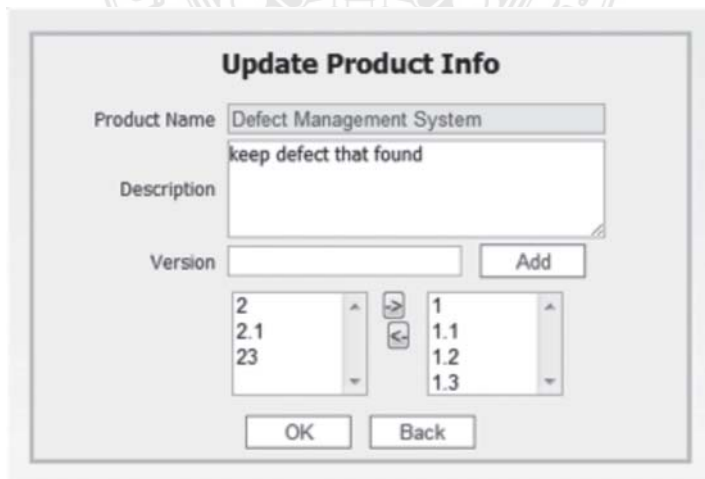 Update Product Info
Product Name Defect Management System
Description keep defect that found
Version Add
2 -> 1
2.1 <- 1.1
23 1.2
1.3
OK Back